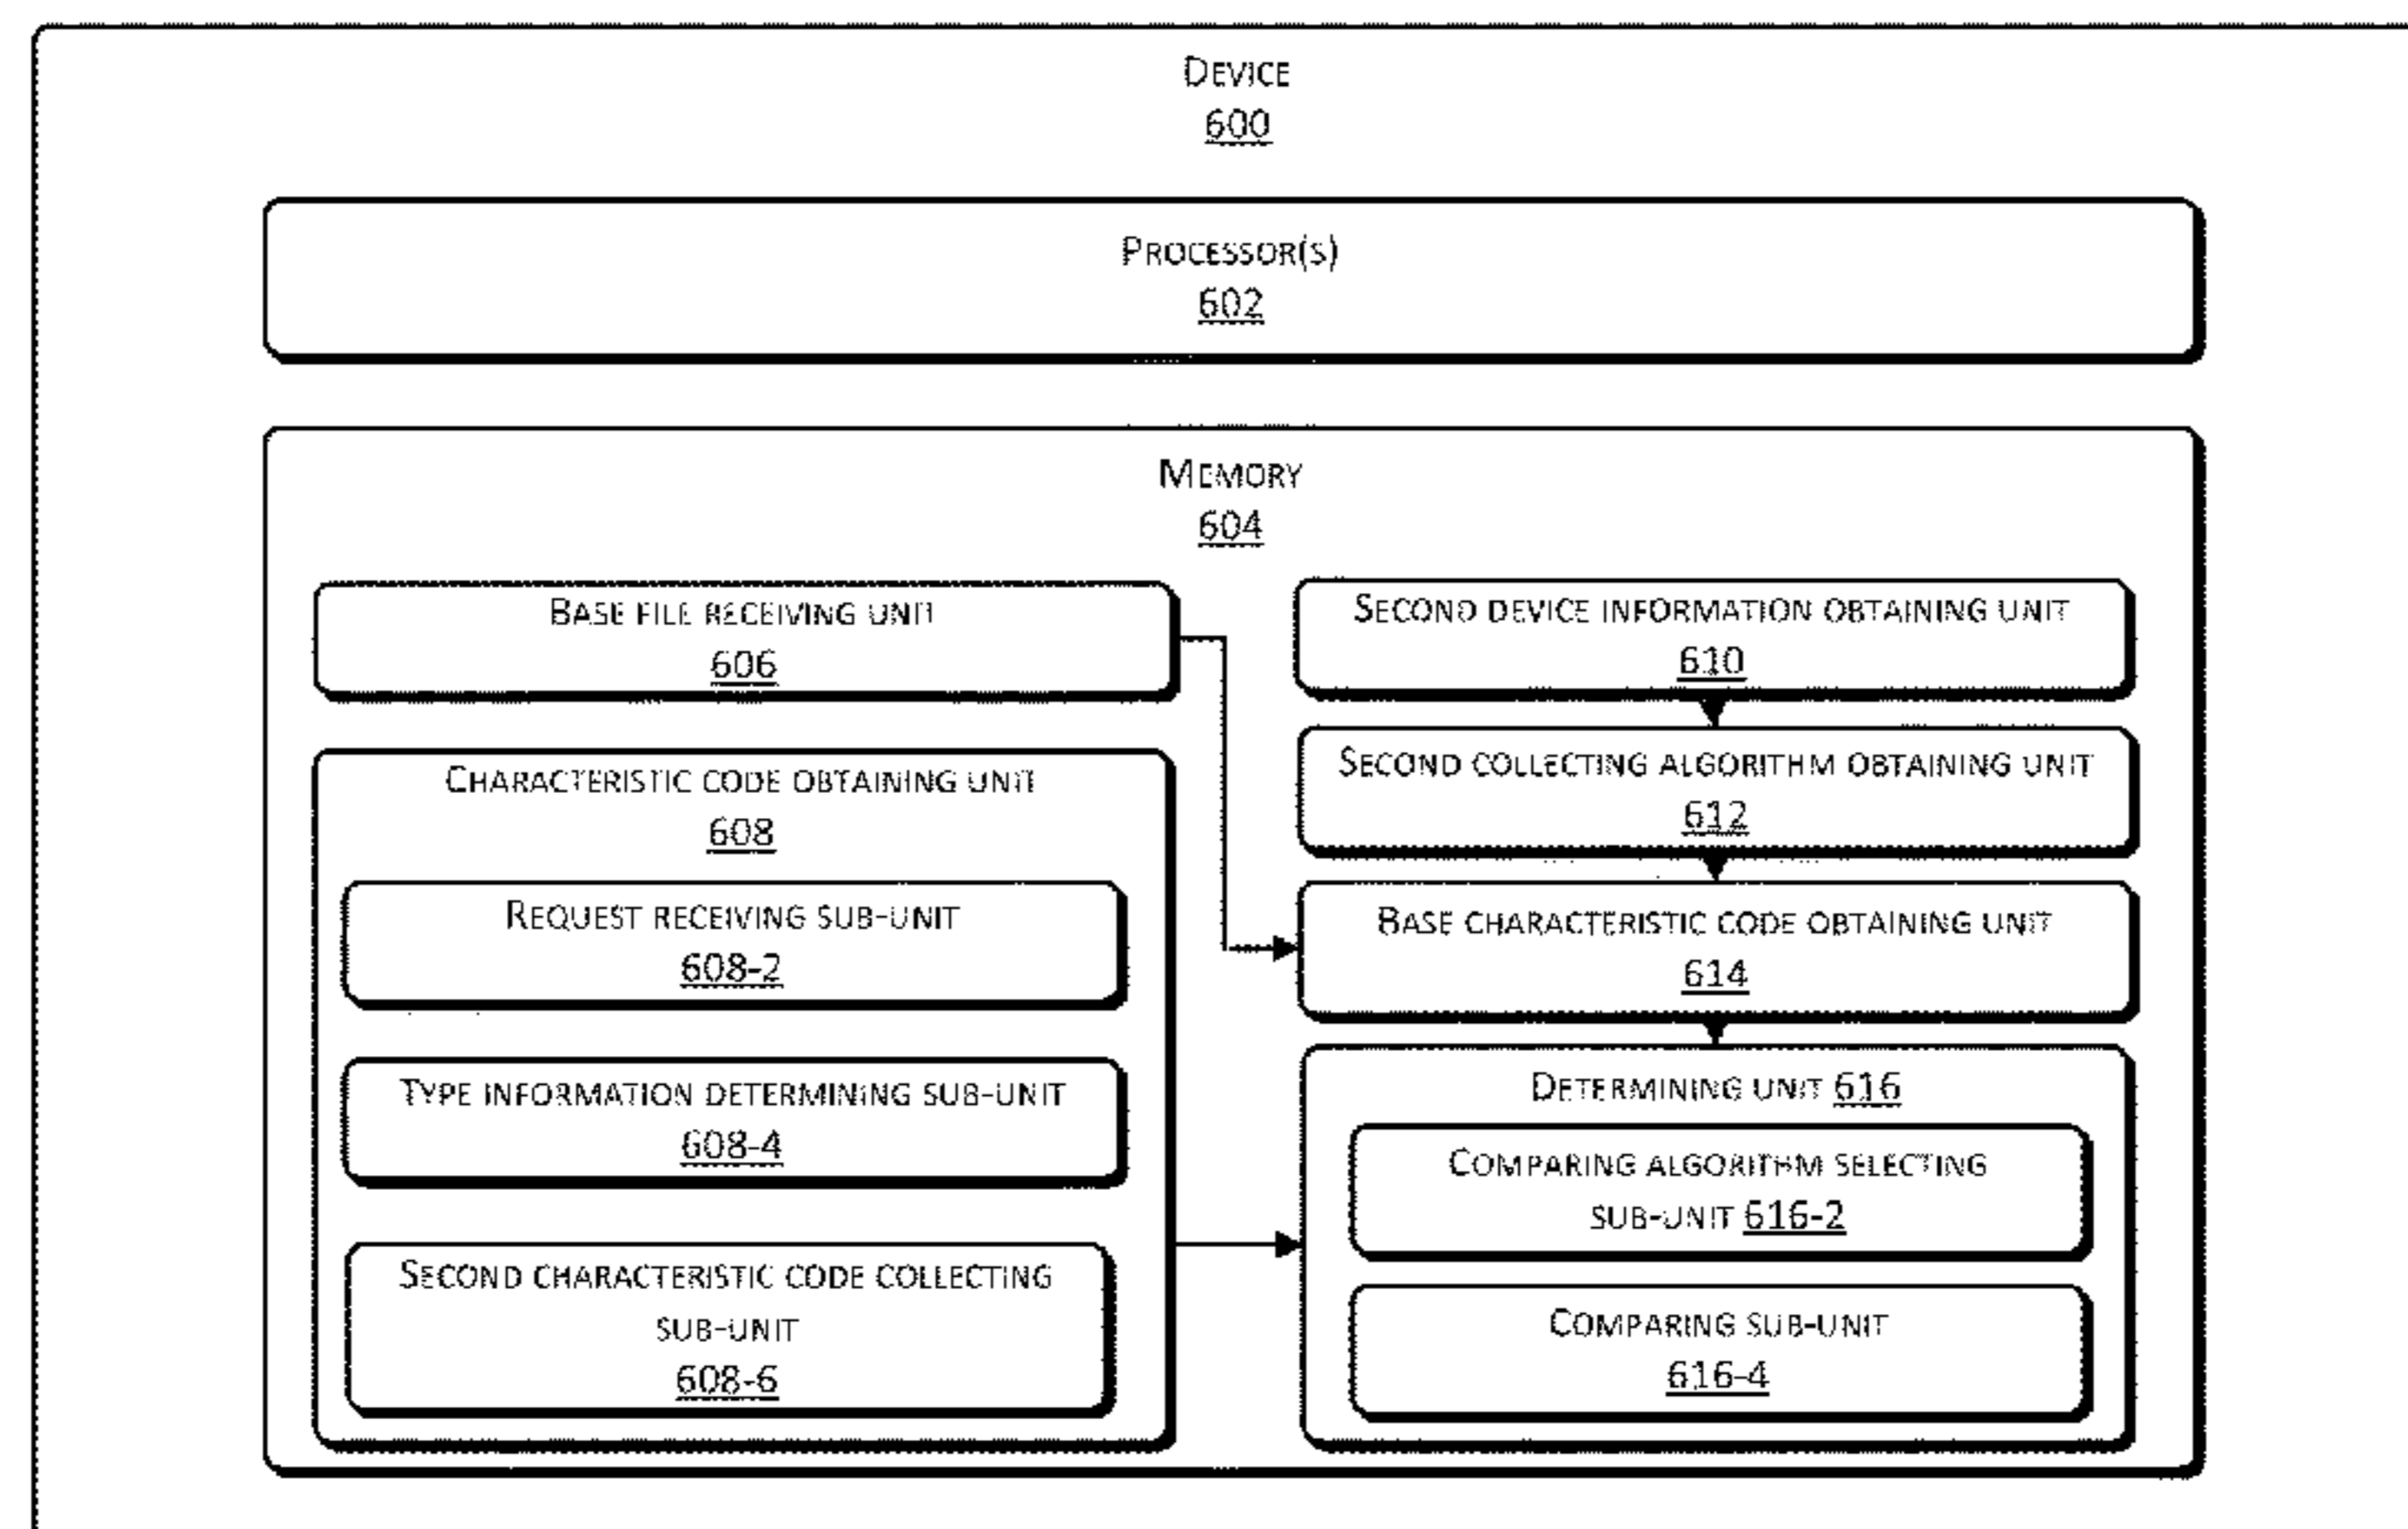 DEVICE
600
PROCESSOR(S)
602
MEMORY
604
BASE FILE RECEIVING UNIT
606
CHARACTERISTIC CODE OBTAINING UNIT
608
REQUEST RECEIVING SUB-UNIT
608-2
TYPE INFORMATION DETERMINING SUB-UNIT
608-4
SECOND CHARACTERISTIC CODE COLLECTING
SUB-UNIT
608-6
SECOND DEVICE INFORMATION OBTAINING UNIT
610
SECOND COLLECTING ALGORITHM OBTAINING UNIT
612
BASE CHARACTERISTIC CODE OBTAINING UNIT
614
DETERMINING UNIT 616
COMPARING ALGORITHM SELECTING
SUB-UNIT 616-2
COMPARING SUB-UNIT
616-4